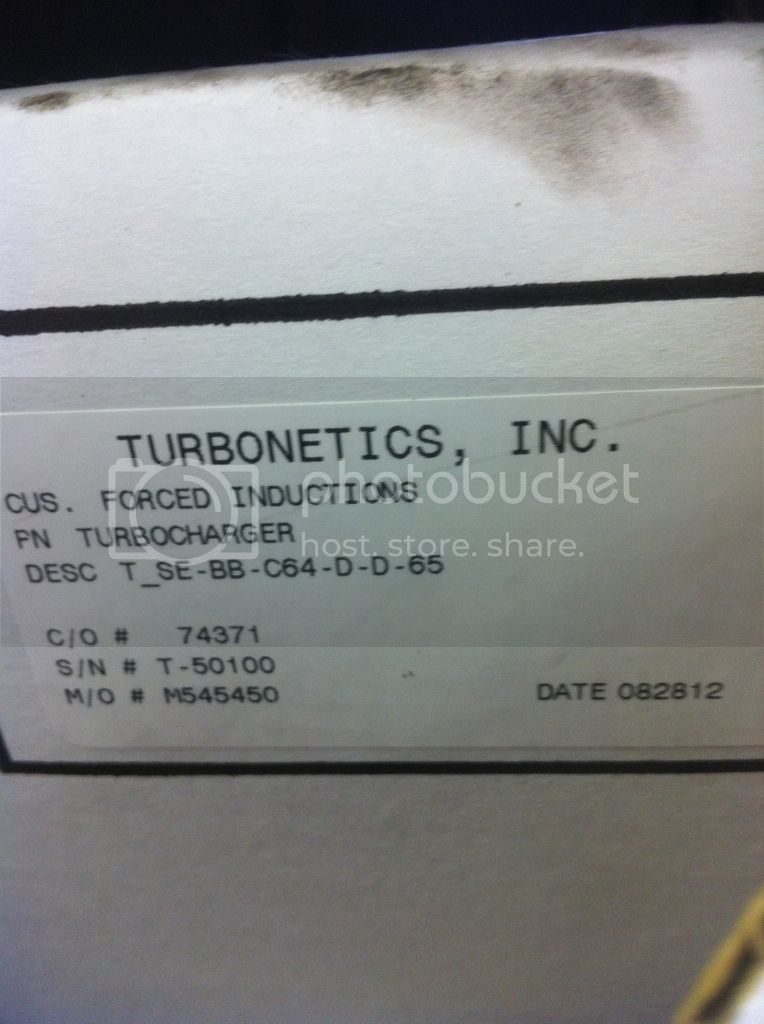 TURBONETICS, INC.
CUS. FORCED INDUCTIONS
PN TURBOCHARGER
DESC T_SE-BB-C64-D-D-65
C/O # 74371
S/N # T-50100
M/O # M545450
DATE 082812
photobucket
host. store. share.